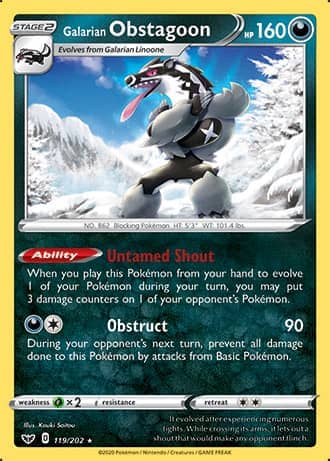 STAGE2 Galarian Obstagoon HP 160
Evolves from Galarian Linoone
NO. 862 Blocking Pokémon HT: 5'3" WT: 101.4 lbs.
Ability Untamed Shout
When you play this Pokémon from your hand to evolve
1 of your Pokémon during your turn, you may put
3 damage counters on 1 of your opponent's Pokémon.
Obstruct 90
During your opponent's next turn, prevent all damage
done to this Pokémon by attacks from Basic Pokémon.
weakness ×2 resistance retreat
Illus. Kouki Saitou
It evolved after experiencing numerous
fights. While crossing its arms, it lets out a
shout that would make any opponent flinch.
D 119/202 ★
©2020 Pokémon / Nintendo / Creatures / GAME FREAK